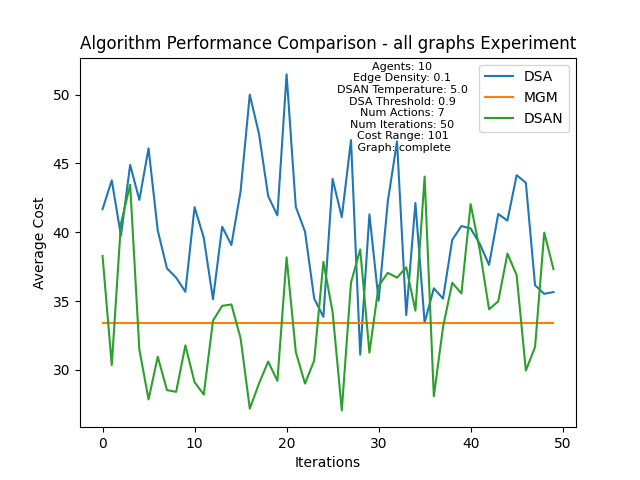 Algorithm Performance Comparison - all graphs Experiment
Agents: 10
Edge Density: 0.1
DSAN Temperature: 5.0
DSA Threshold: 0.9
Num Actions: 7
Num Iterations: 50
Cost Range: 101
Graph: complete
DSA
MGM
DSAN
Average Cost
50
45
40
35
30
0 10 20 30 40 50
Iterations